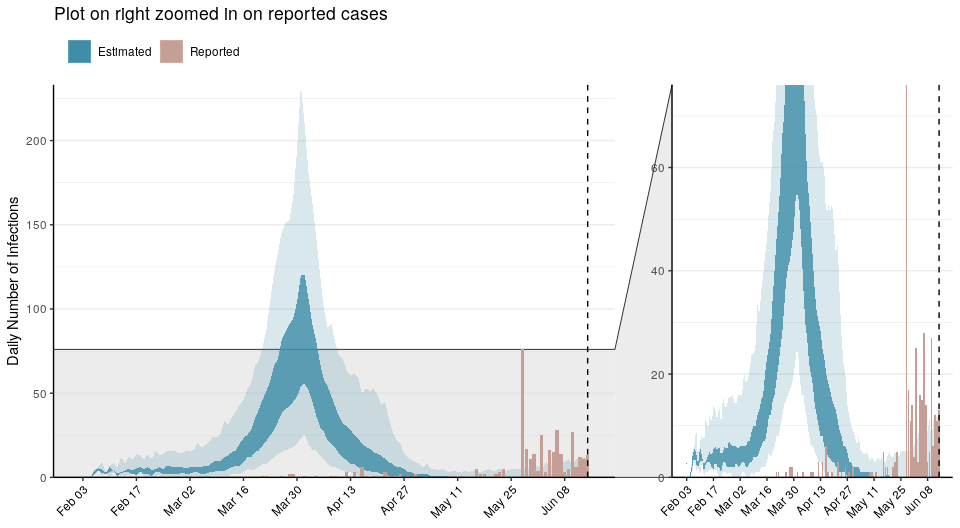 Plot on right zoomed in on reported cases
Estimated Reported
Daily Number of Infections
200
150
100
50
0
Feb 03 Feb 17 Mar 02 Mar 16 Mar 30 Apr 13 Apr 27 May 11 May 25 Jun 08
60
40
20
0
Feb 03 Feb 17 Mar 02 Mar 16 Mar 30 Apr 13 Apr 27 May 11 May 25 Jun 08